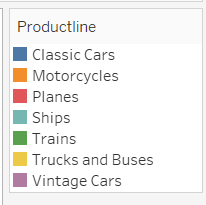 Productline
Classic Cars
Motorcycles
Planes
Ships
Trains
Trucks and Buses
Vintage Cars